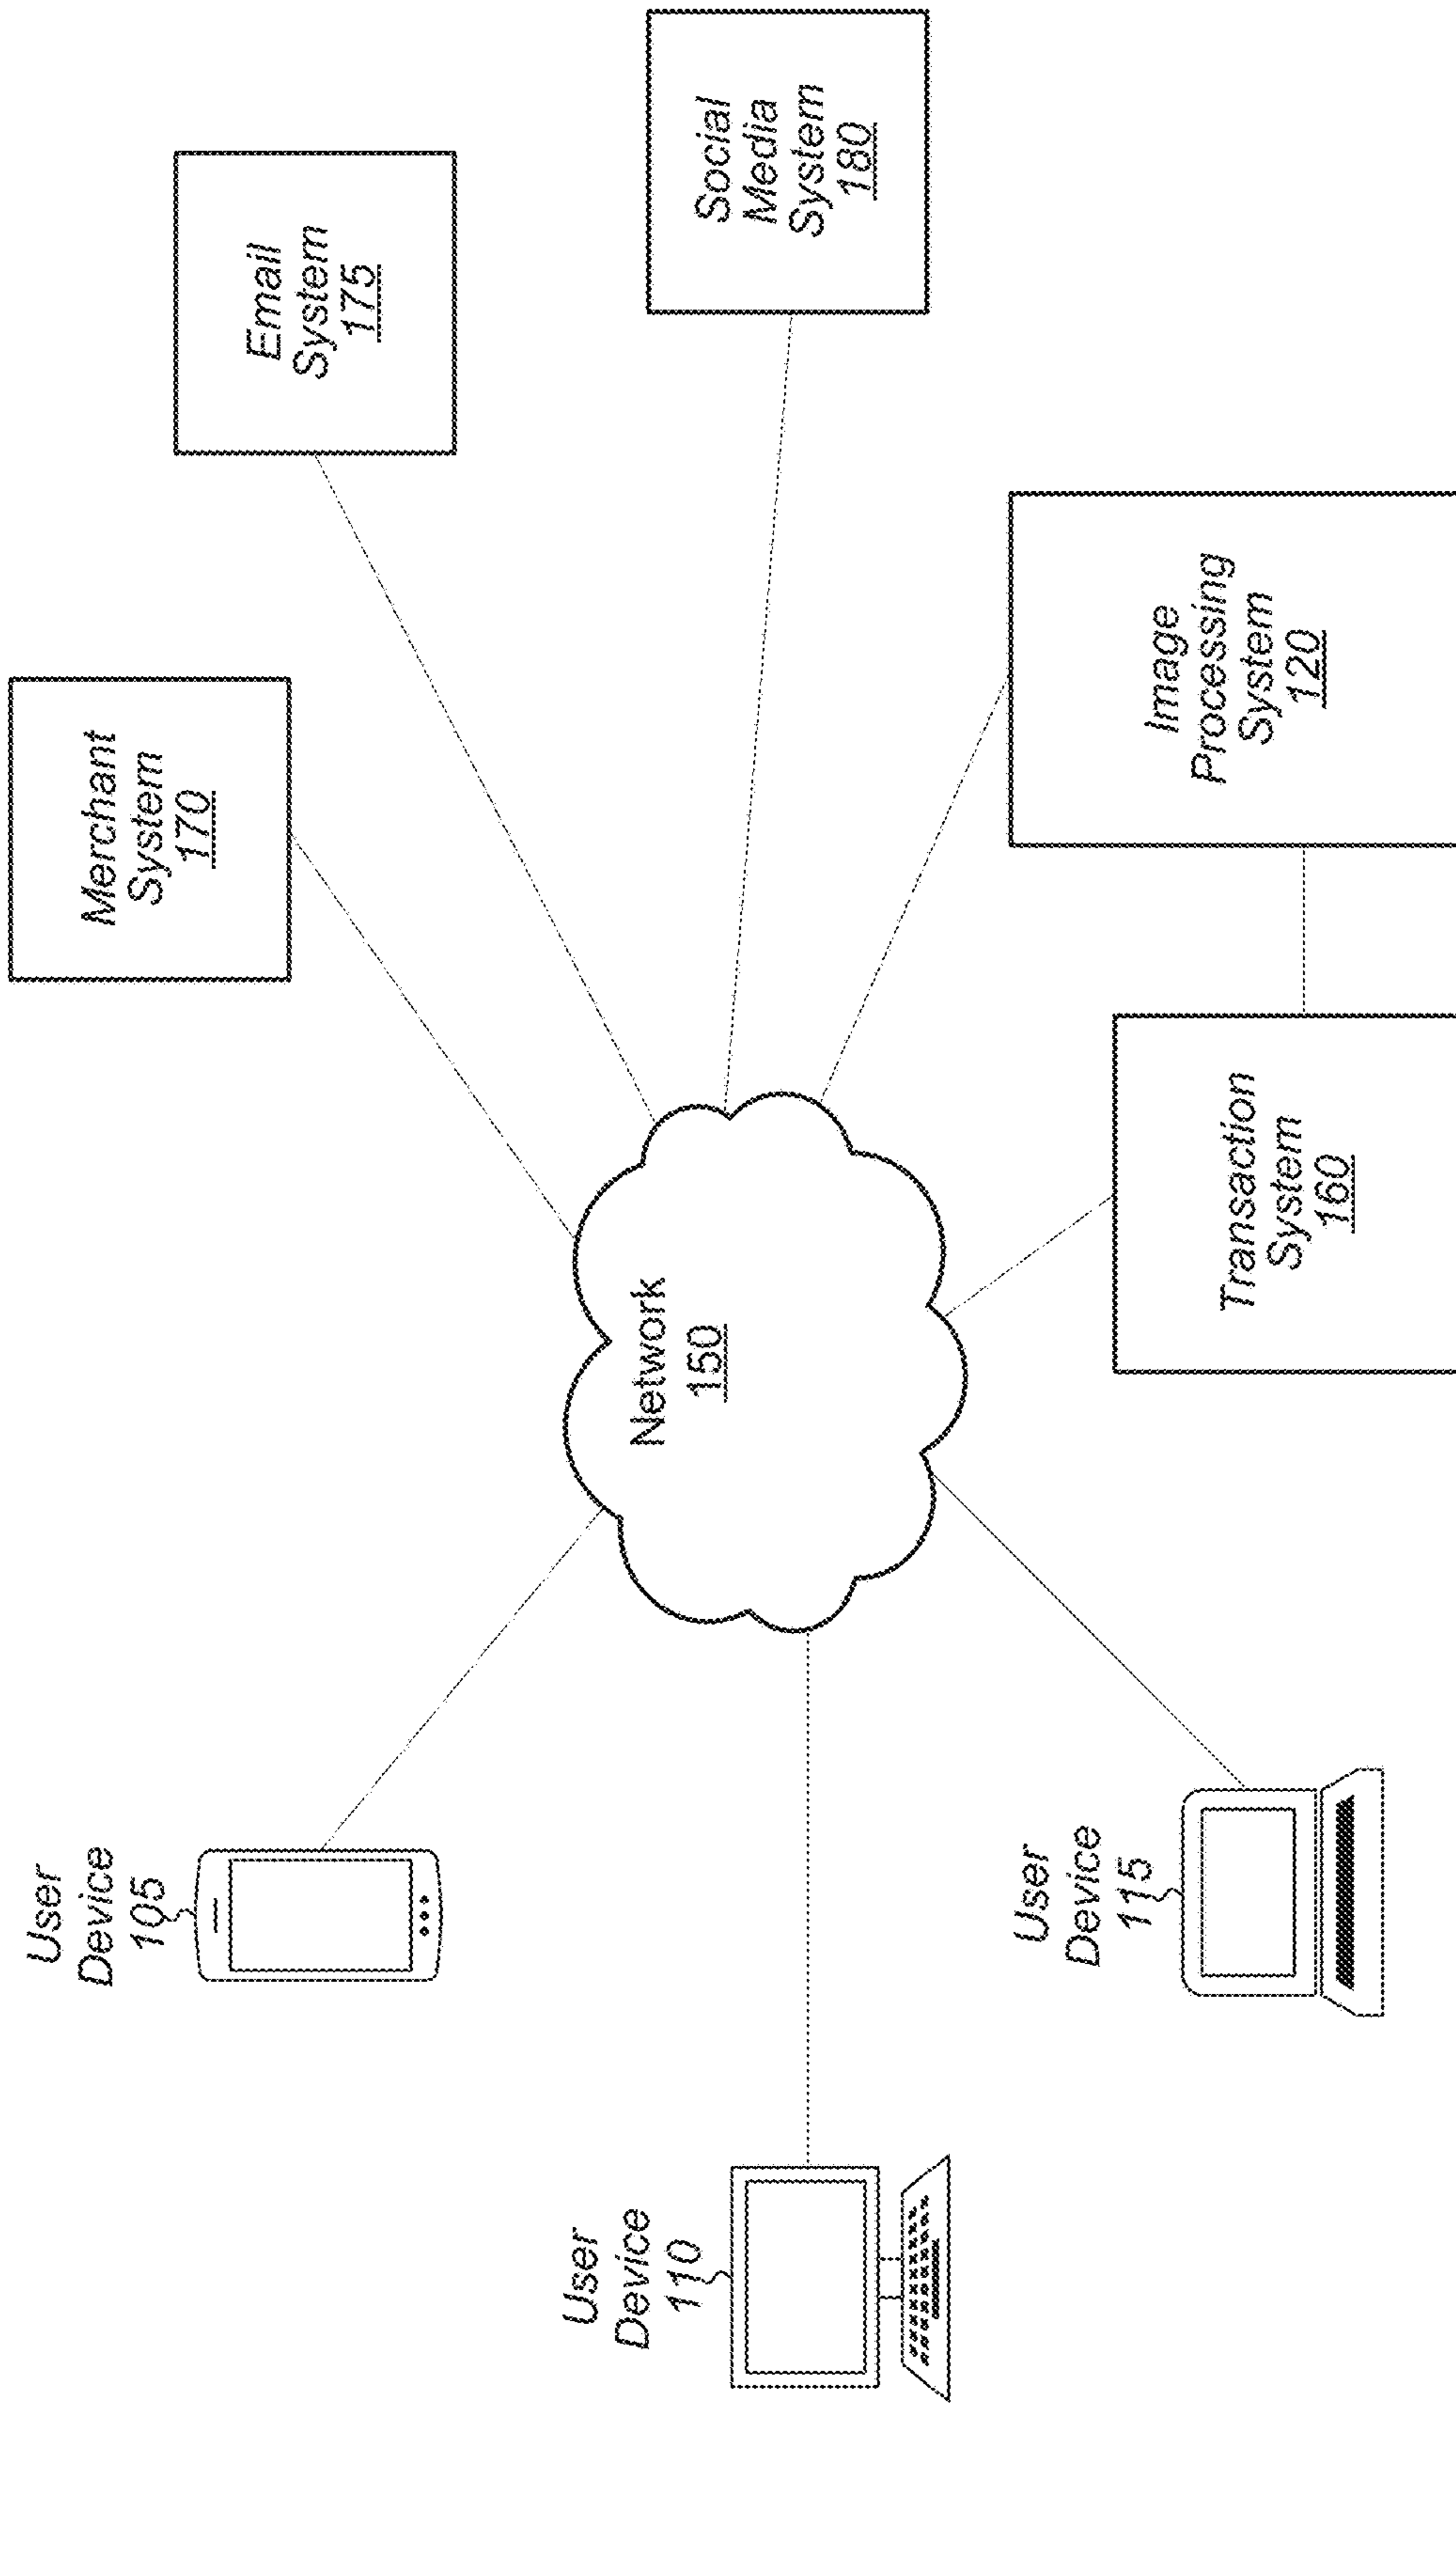 Merchant
System
170
Email
System
175
User
Device
105
Social
Media
System
180
Network
150
User
Device
110
Image
Processing
System
120
Transaction
System
160
User
Device
115